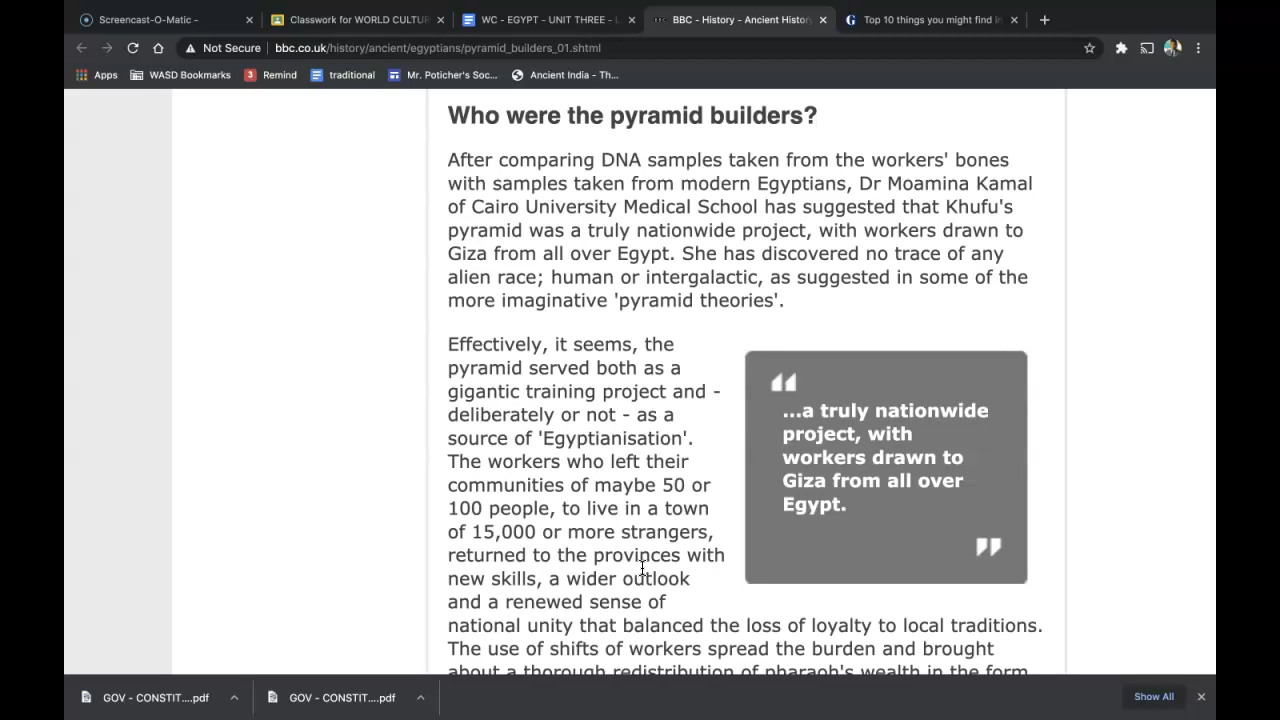 Screencast-O-Matic -
Classwork for WORLD CULTUR
WC - EGYPT - UNIT THREE - L
BBC - History - Ancient Histor
Top 10 things you might find in
Not Secure
bbc.co.uk/history/ancient/egyptians/pyramid_builders_01.shtml
Apps
WASD Bookmarks
3 Remind
traditional
Mr. Poticher's Soc...
Ancient India - Th...
Who were the pyramid builders?
After comparing DNA samples taken from the workers' bones
with samples taken from modern Egyptians, Dr Moamina Kamal
of Cairo University Medical School has suggested that Khufu's
pyramid was a truly nationwide project, with workers drawn to
Giza from all over Egypt. She has discovered no trace of any
alien race; human or intergalactic, as suggested in some of the
more imaginative 'pyramid theories'.
Effectively, it seems, the
pyramid served both as a
gigantic training project and -
deliberately or not - as a
source of 'Egyptianisation'.
The workers who left their
communities of maybe 50 or
100 people, to live in a town
of 15,000 or more strangers,
returned to the provinces with
new skills, a wider outlook
and a renewed sense of
national unity that balanced the loss of loyalty to local traditions.
The use of shifts of workers spread the burden and brought
about a thorough redistribution of pharaoh's wealth in the form
“
...a truly nationwide
project, with
workers drawn to
Giza from all over
Egypt.
”
GOV - CONSTIT....pdf
GOV - CONSTIT....pdf
Show All